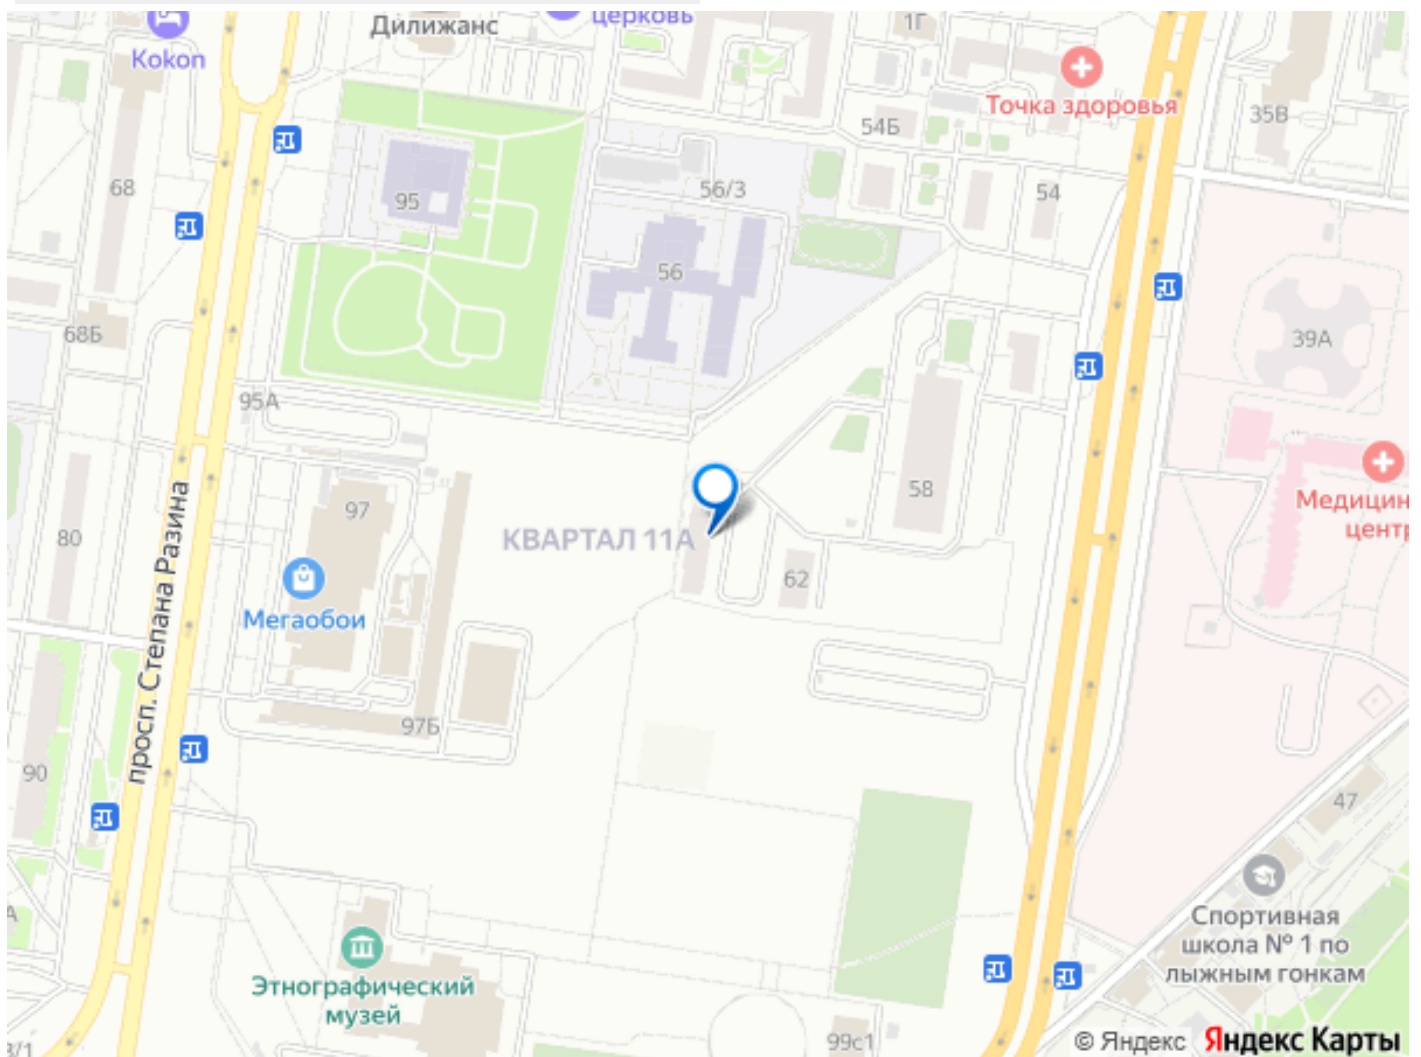 Дилижанс
церковь
1Г
Kokon
Точка здоровья
35В
54Б
68
95
56/3
54
56
68Б
39А
95А
58
97
Медицин
центр
КВАРТАЛ 11А
80
62
Мегаобои
просп. Степана Разина
97Б
90
47
Спортивная
школа № 1 по
лыжным гонкам
Этнографический
музей
99с1
© Яндекс Яндекс Карты